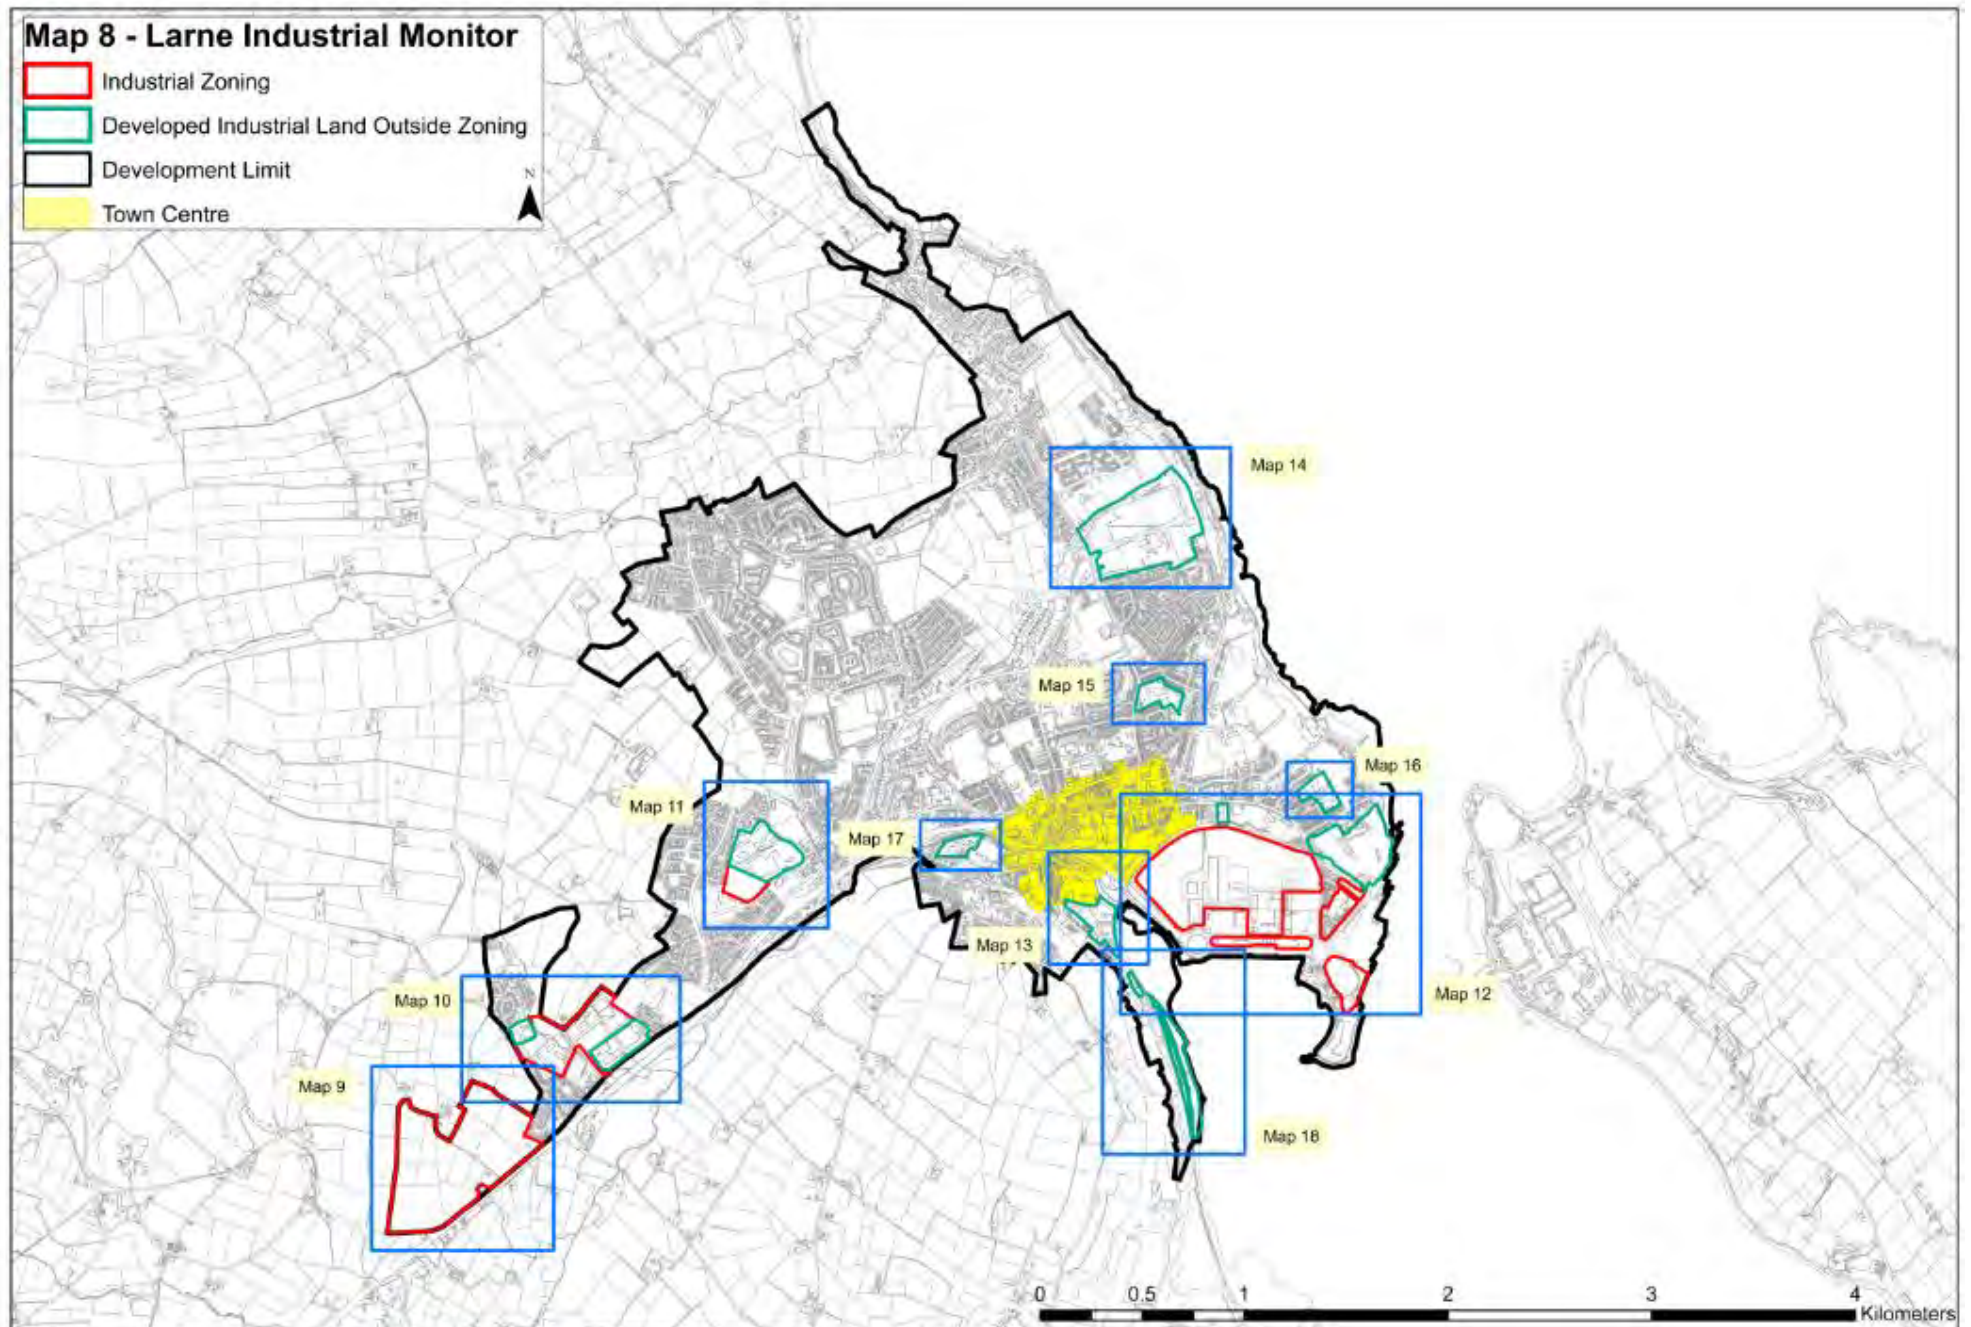 Map 8 - Larne Industrial Monitor
Industrial Zoning
Developed Industrial Land Outside Zoning
Development Limit
N
Town Centre
Map 14
Map 15
Map 16
Map 11
Map 17
Map 13
Map 12
Map 10
Map 9
Map 18
0 0.5 1 2 3 4
Kilometers